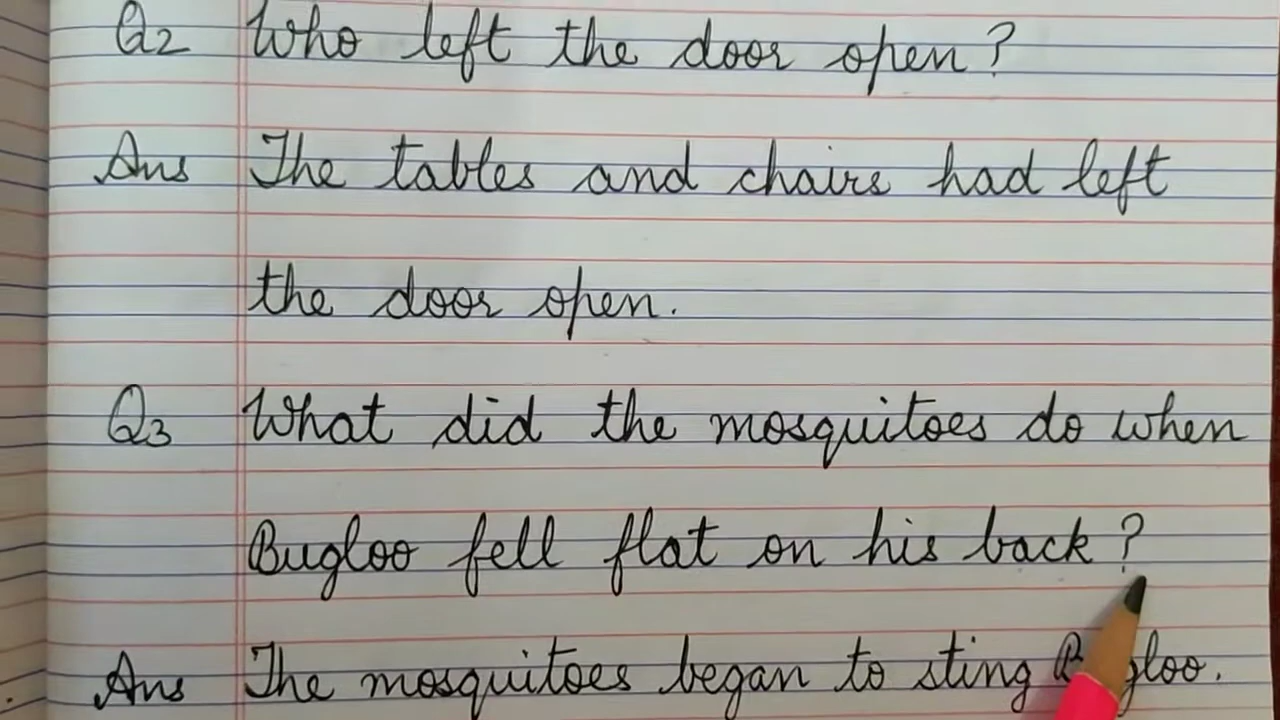 Q2 Who left the door open?
Ans The tables and chairs had left
the door open.
Q3 What did the mosquitoes do when
Bugloo fell flat on his back?
Ans The mosquitoes began to sting Bugloo.